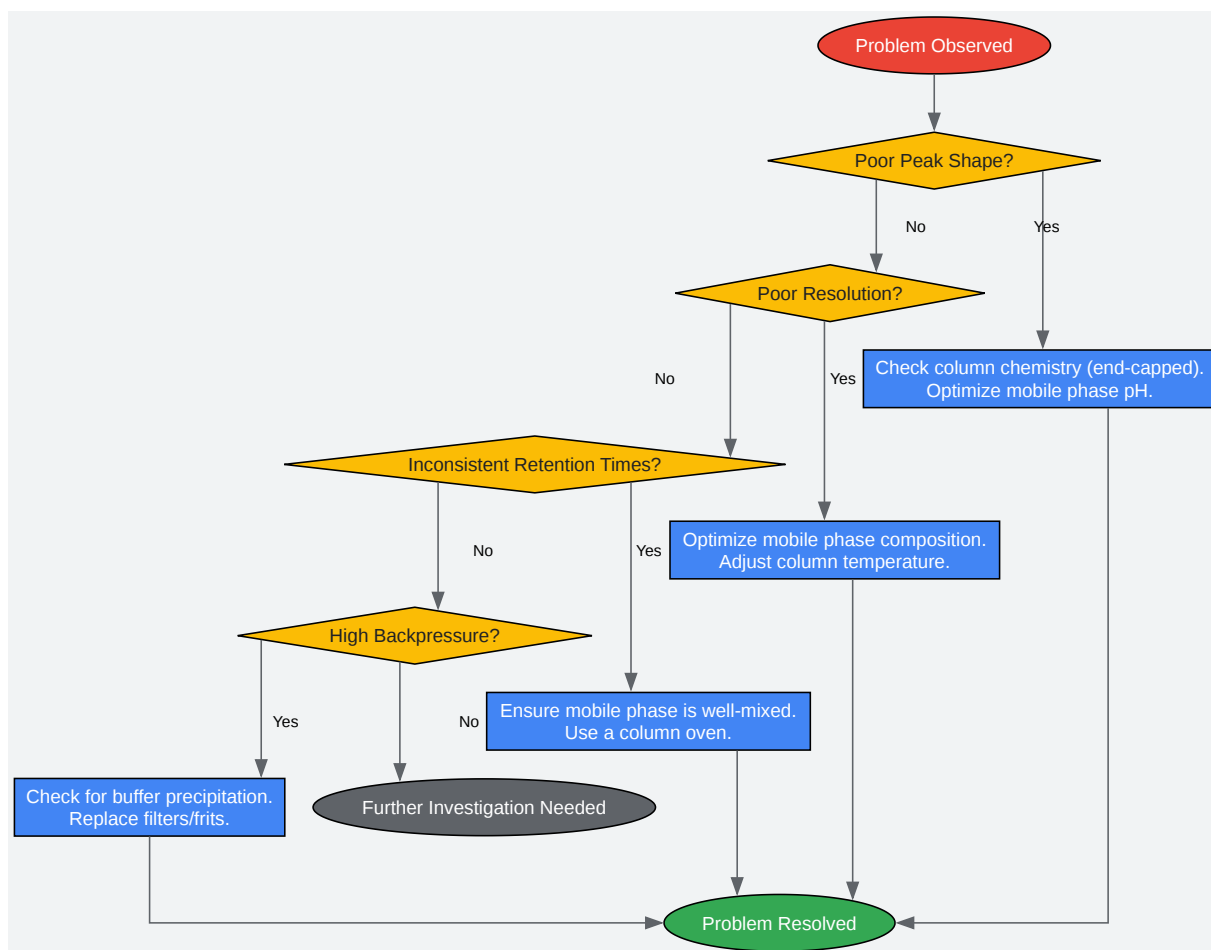 Problem Observed
Poor Peak Shape?
No
Yes
Poor Resolution?
No
Yes
Check column chemistry (end-capped).
Optimize mobile phase pH.
Inconsistent Retention Times?
No
Yes
Optimize mobile phase composition.
Adjust column temperature.
High Backpressure?
Yes
No
Ensure mobile phase is well-mixed.
Use a column oven.
Check for buffer precipitation.
Replace filters/frits.
Further Investigation Needed
Problem Resolved